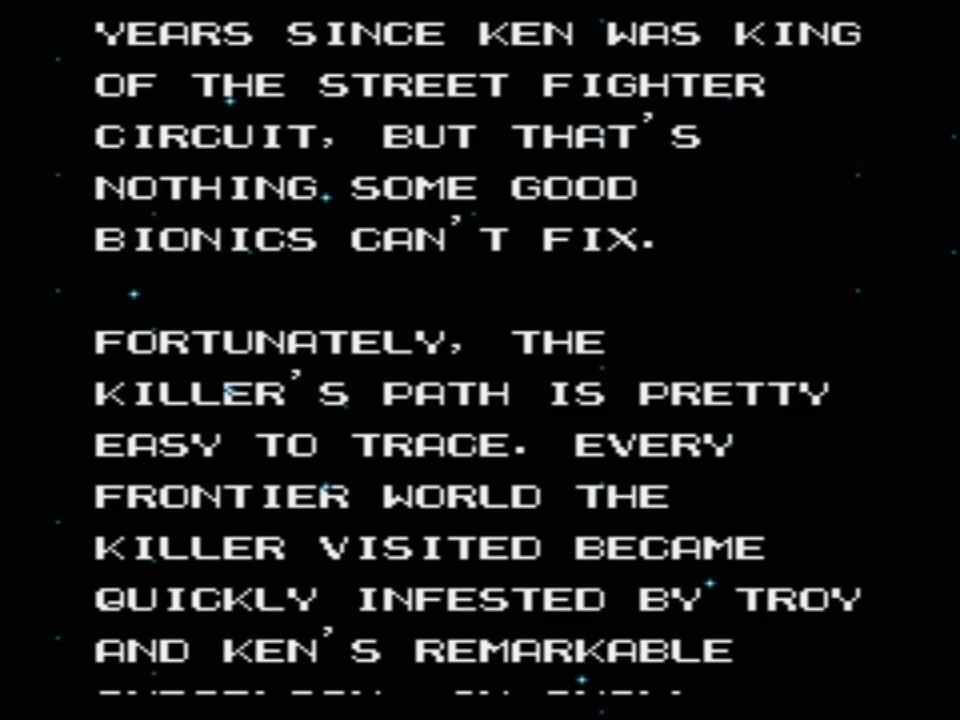 YEARS SINCE KEN WAS KING
OF THE STREET FIGHTER
CIRCUIT, BUT THAT'S
NOTHING SOME GOOD
BIONICS CAN'T FIX.
FORTUNATELY, THE
KILLER'S PATH IS PRETTY
EASY TO TRACE. EVERY
FRONTIER WORLD THE
KILLER VISITED BECAME
QUICKLY INFESTED BY TROY
AND KEN'S REMARKABLE